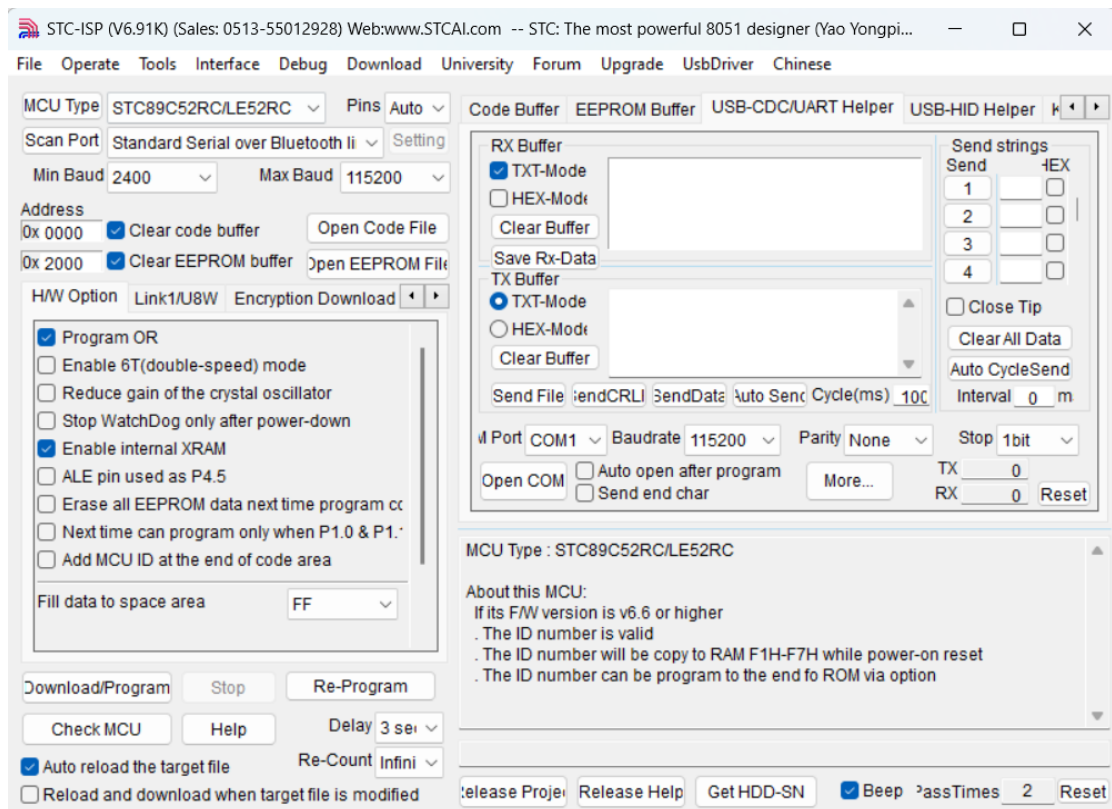 STC-ISP (V6.91K) (Sales: 0513-55012928) Web:www.STCAI.com -- STC: The most powerful 8051 designer (Yao Yongpi...
File Operate Tools Interface Debug Download University Forum Upgrade UsbDriver Chinese
MCU Type STC89C52RC/LE52RC Pins Auto
Scan Port Standard Serial over Bluetooth li Setting
Min Baud 2400 Max Baud 115200
Address
0x 0000 Clear code buffer Open Code File
0x 2000 Clear EEPROM buffer Open EEPROM File
H/W Option Link1/U8W Encryption Download
Program OR
Enable 6T(double-speed) mode
Reduce gain of the crystal oscillator
Stop WatchDog only after power-down
Enable internal XRAM
ALE pin used as P4.5
Erase all EEPROM data next time program cc
Next time can program only when P1.0 & P1.
Add MCU ID at the end of code area
Fill data to space area FF
Download/Program Stop Re-Program
Check MCU Help Delay 3 se
Auto reload the target file Re-Count Infini
Reload and download when target file is modified
Code Buffer EEPROM Buffer USB-CDC/UART Helper USB-HID Helper K
RX Buffer
TXT-Mode
HEX-Mode
Clear Buffer
Save Rx-Data
TX Buffer
TXT-Mode
HEX-Mode
Clear Buffer
Send File SendCRLF SendData Auto Send Cycle(ms) 100
Send strings
Send HEX
1
2
3
4
Close Tip
Clear All Data
Auto CycleSend
Interval 0 m
M Port COM1 Baudrate 115200 Parity None Stop 1bit
Open COM Auto open after program More... TX 0
Send end char RX 0 Reset
MCU Type : STC89C52RC/LE52RC
About this MCU:
If its F/W version is v6.6 or higher
. The ID number is valid
. The ID number will be copy to RAM F1H-F7H while power-on reset
. The ID number can be program to the end fo ROM via option
Release Projec Release Help Get HDD-SN Beep PassTimes 2 Reset